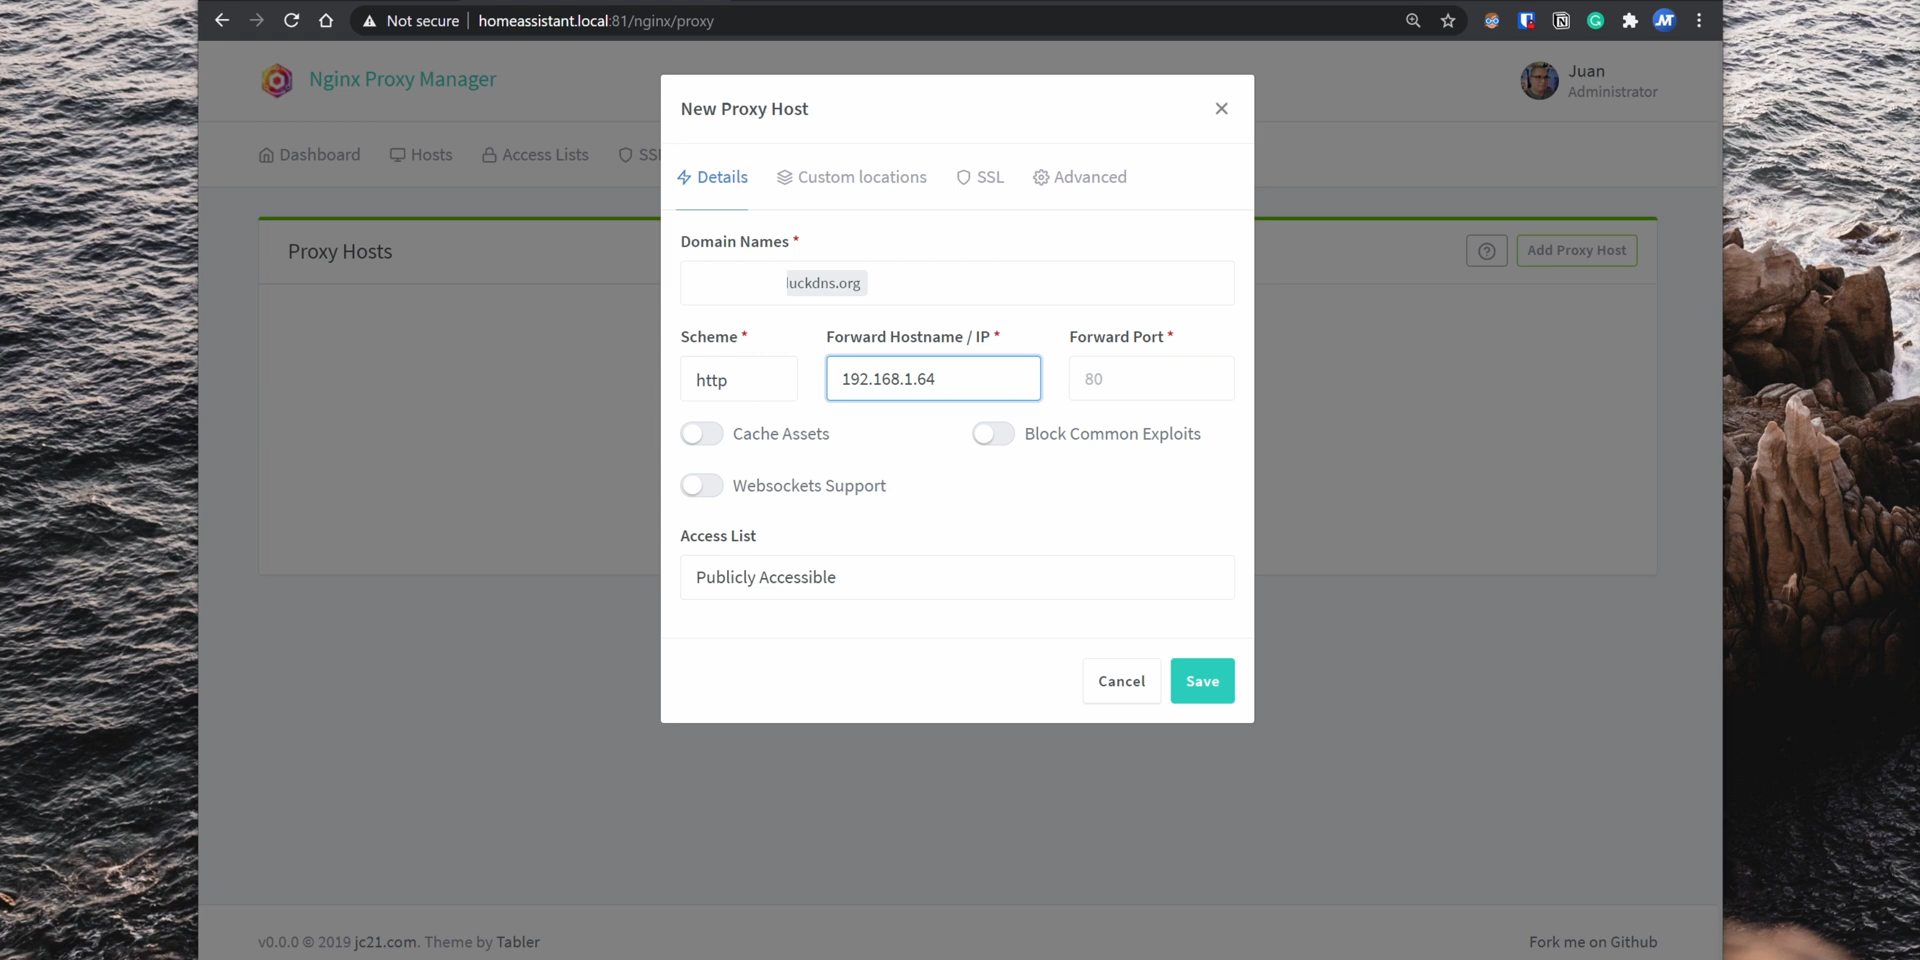 Not secure | homeassistant.local:81/nginx/proxy
Nginx Proxy Manager
Juan
Administrator
Dashboard Hosts Access Lists
New Proxy Host
Details Custom locations SSL Advanced
Proxy Hosts
Add Proxy Host
Domain Names *
uckdns.org
Scheme * Forward Hostname / IP * Forward Port *
http 192.168.1.64 80
Cache Assets Block Common Exploits
Websockets Support
Access List
Publicly Accessible
Cancel Save
v0.0.0 © 2019 jc21.com. Theme by Tabler
Fork me on Github